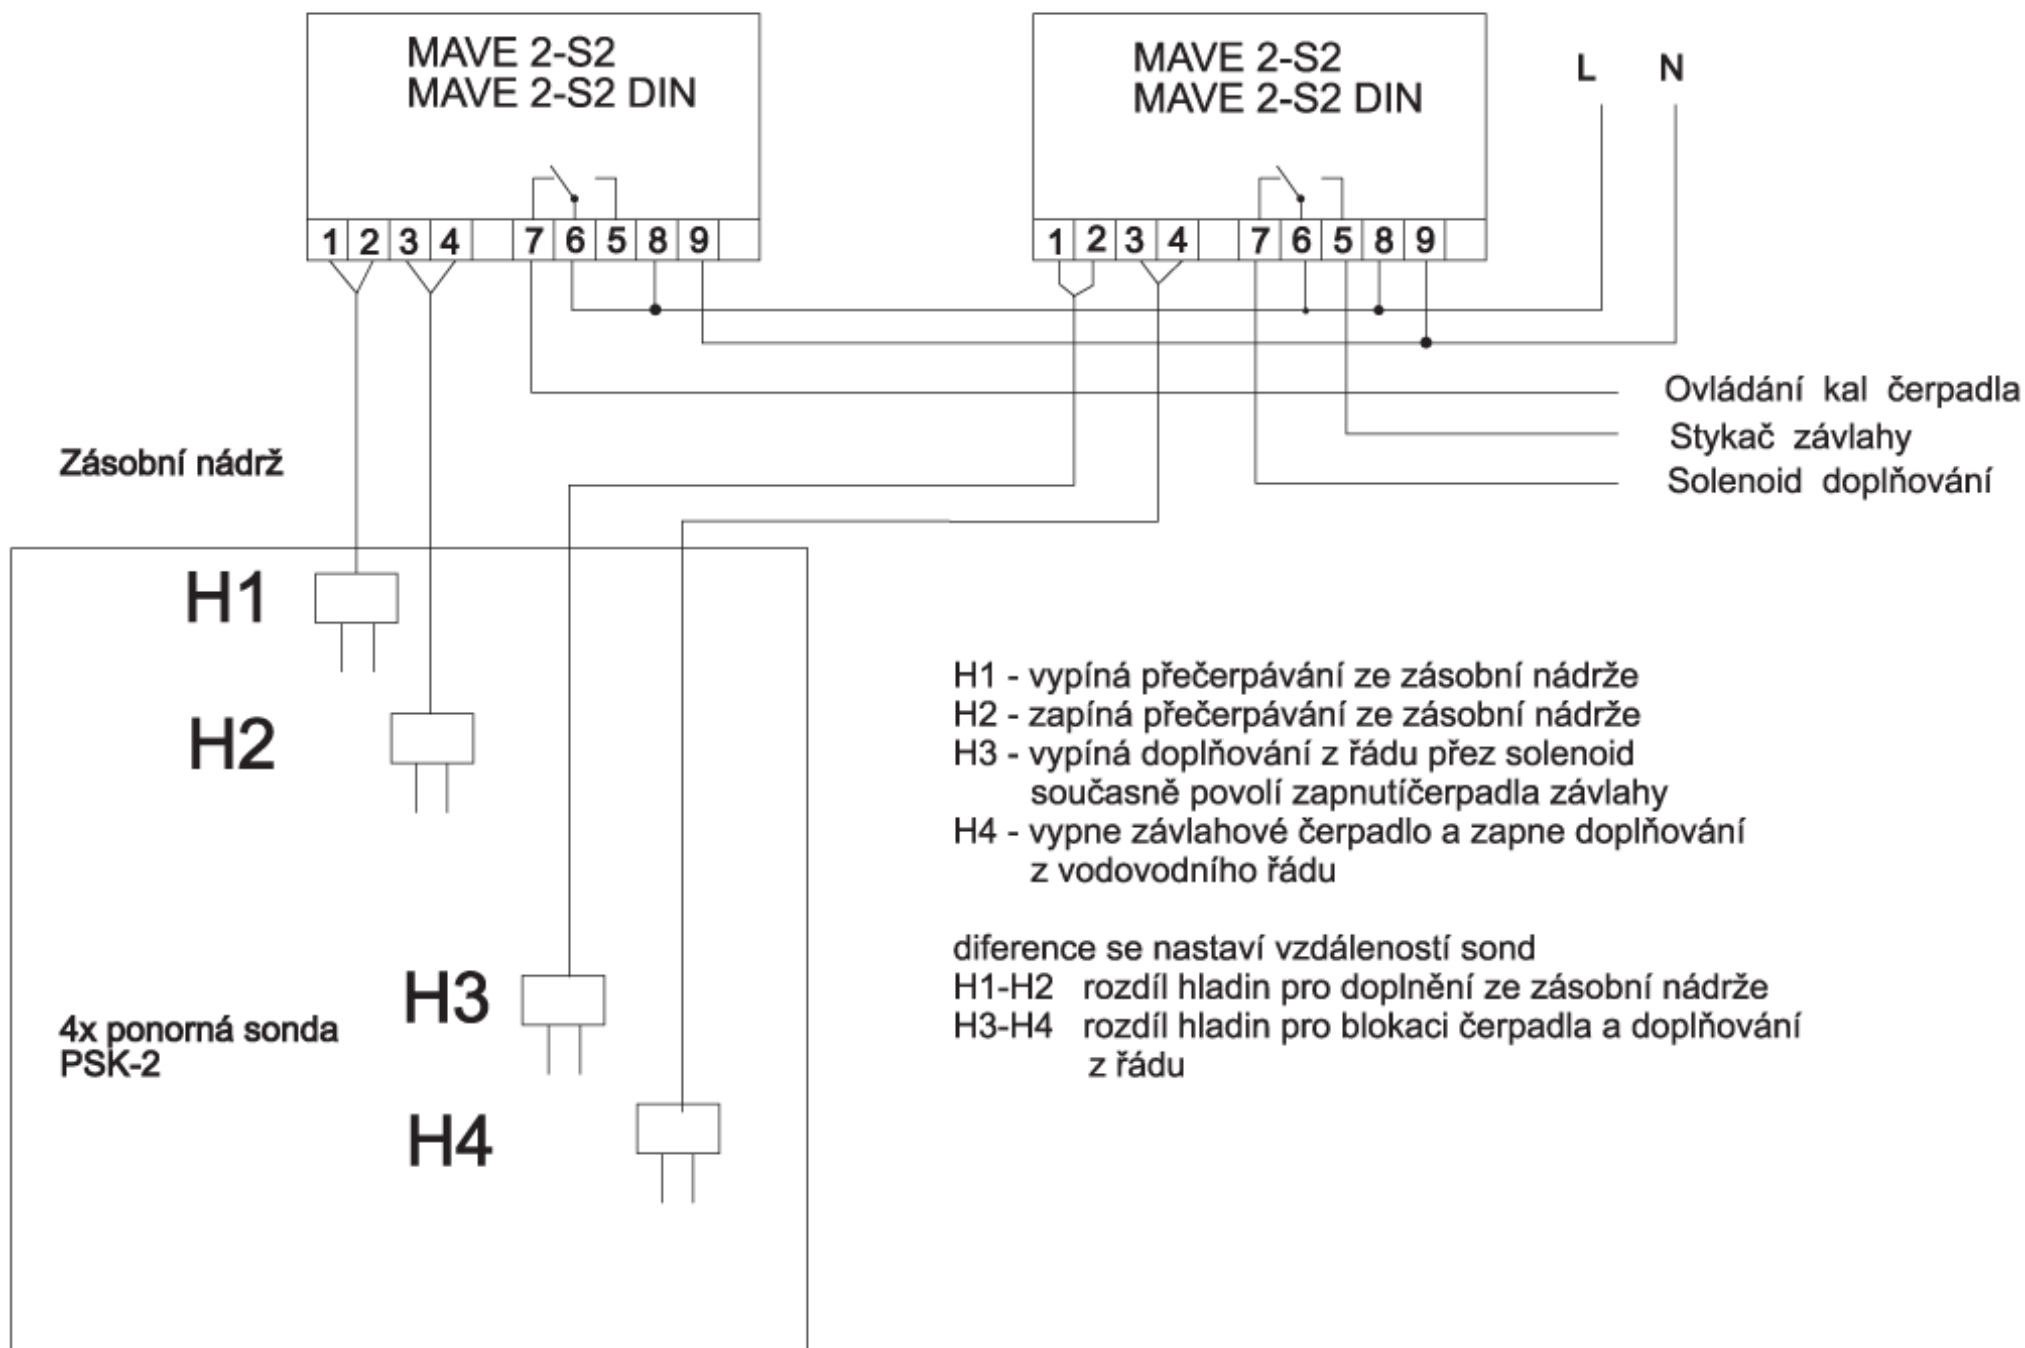 MAVE 2-S2
MAVE 2-S2 DIN
MAVE 2-S2
MAVE 2-S2 DIN
L N
1 2 3 4 7 6 5 8 9
1 2 3 4 7 6 5 8 9
Ovládání kal čerpadla
Stykač závlahy
Solenoid doplňování
Zásobní nádrž
H1
H2
H3
H4
4x ponorná sonda
PSK-2
H1 - vypíná přečerpávání ze zásobní nádrže
H2 - zapíná přečerpávání ze zásobní nádrže
H3 - vypíná doplňování z řádu přez solenoid
současně povolí zapnutíčerpadla závlahy
H4 - vypne závlahové čerpadlo a zapne doplňování
z vodovodního řádu
diference se nastaví vzdáleností sond
H1-H2 rozdíl hladin pro doplnění ze zásobní nádrže
H3-H4 rozdíl hladin pro blokaci čerpadla a doplňování
z řádu